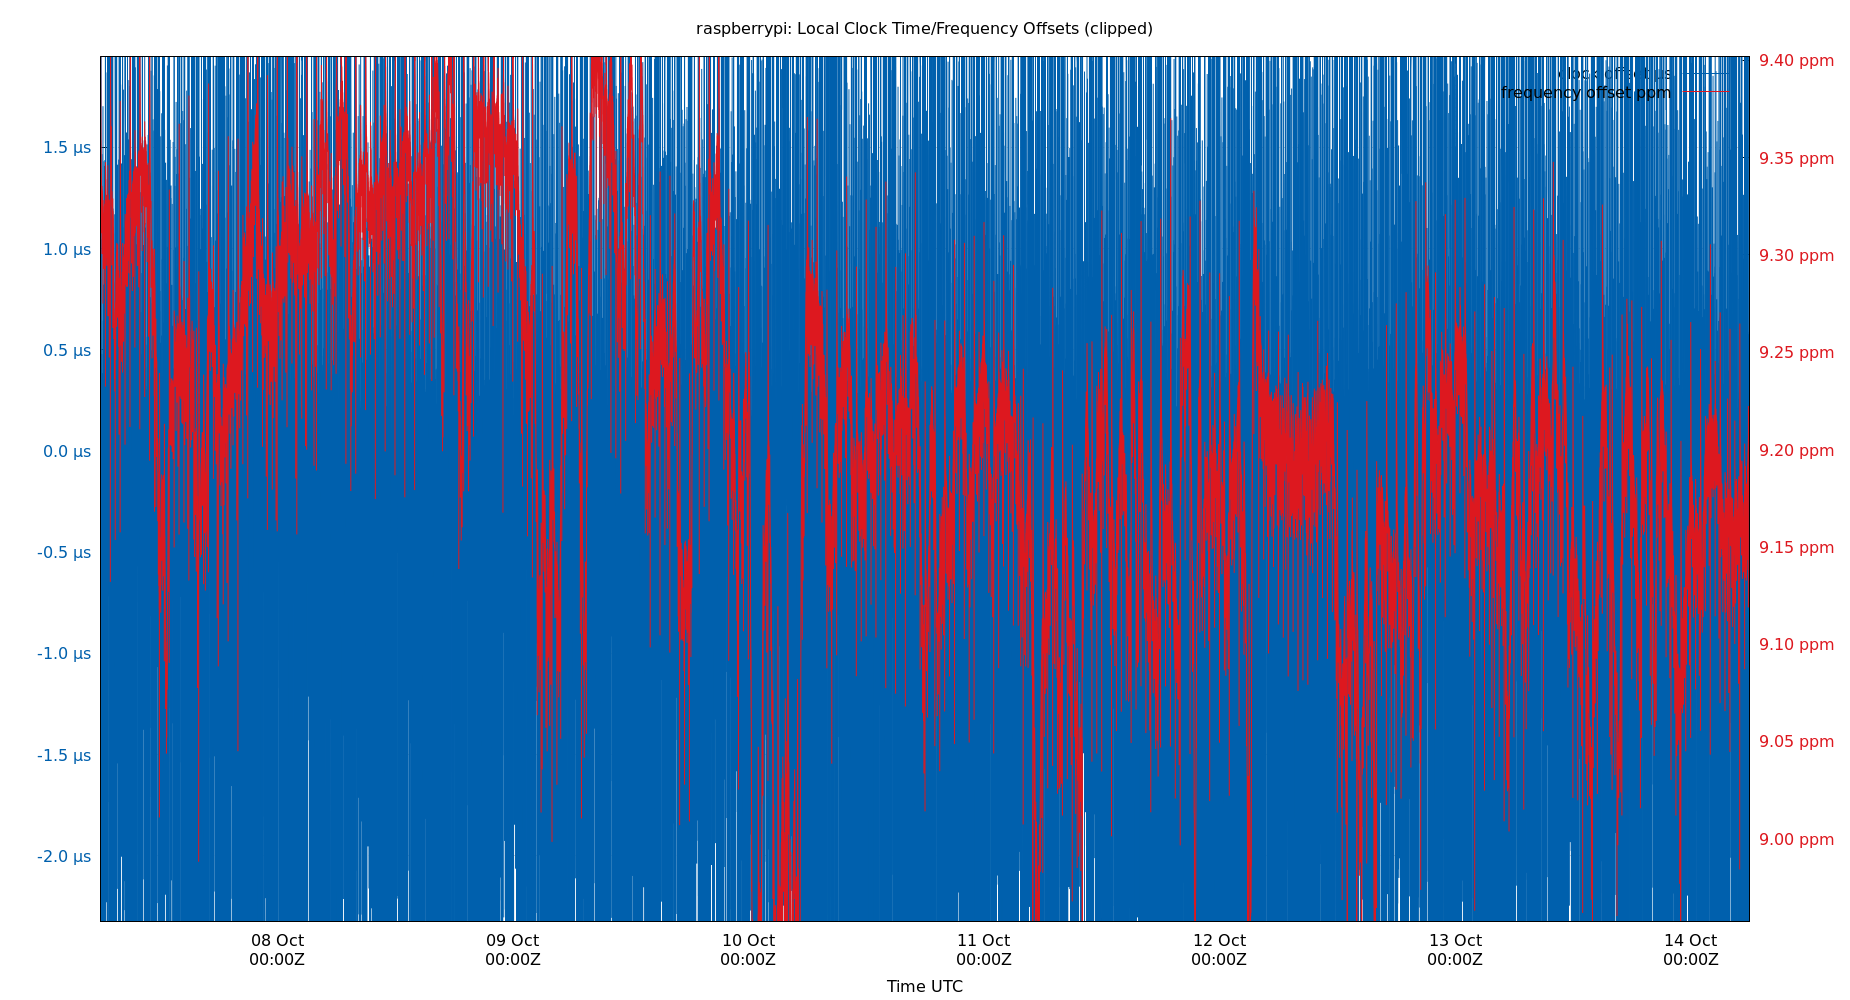 raspberrypi: Local Clock Time/Frequency Offsets (clipped)
clock offset µs
frequency offset ppm
1.5 µs
1.0 µs
0.5 µs
0.0 µs
-0.5 µs
-1.0 µs
-1.5 µs
-2.0 µs
9.40 ppm
9.35 ppm
9.30 ppm
9.25 ppm
9.20 ppm
9.15 ppm
9.10 ppm
9.05 ppm
9.00 ppm
08 Oct
00:00Z
09 Oct
00:00Z
10 Oct
00:00Z
11 Oct
00:00Z
12 Oct
00:00Z
13 Oct
00:00Z
14 Oct
00:00Z
Time UTC